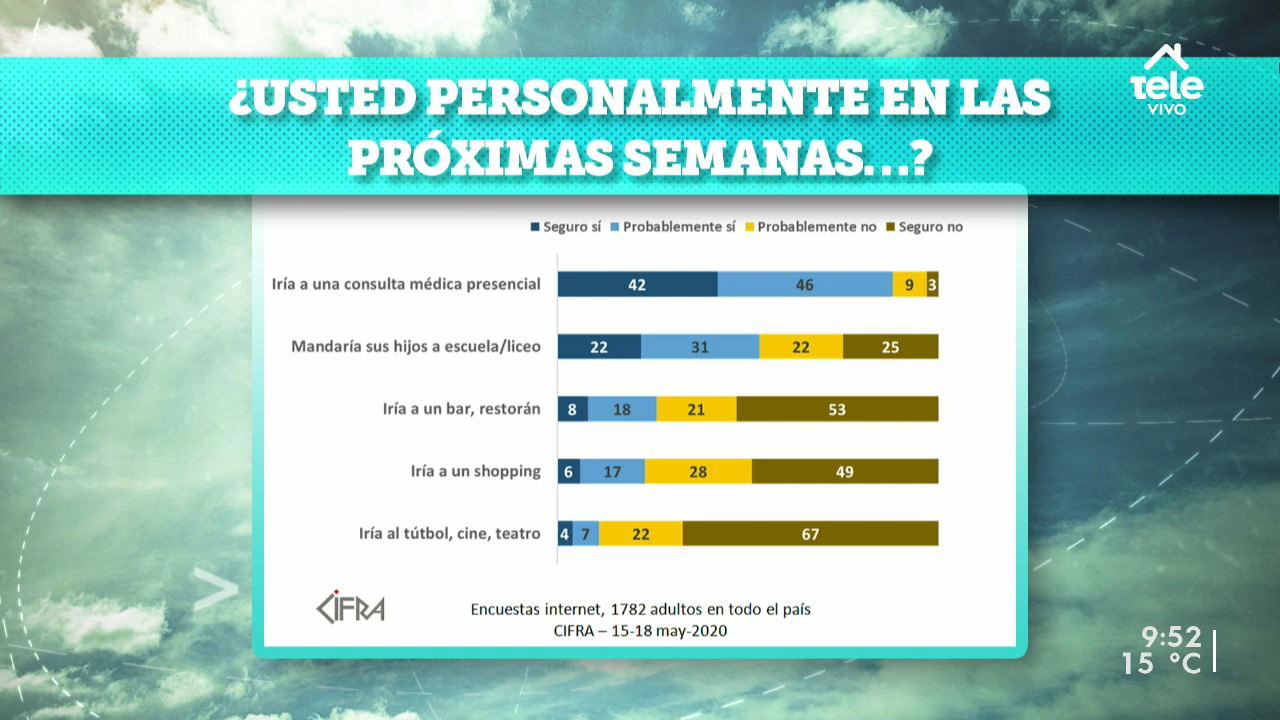 ¿USTED PERSONALMENTE EN LAS
PRÓXIMAS SEMANAS...?
tele
VIVO
Seguro sí Probablemente sí Probablemente no Seguro no
Iría a una consulta médica presencial 42 46 9 3
Mandaría sus hijos a escuela/liceo 22 31 22 25
Iría a un bar, restorán 8 18 21 53
Iría a un shopping 6 17 28 49
Iría al tútbol, cine, teatro 4 7 22 67
CIFRA
Encuestas internet, 1782 adultos en todo el país
CIFRA – 15-18 may-2020
9:52
15 °C